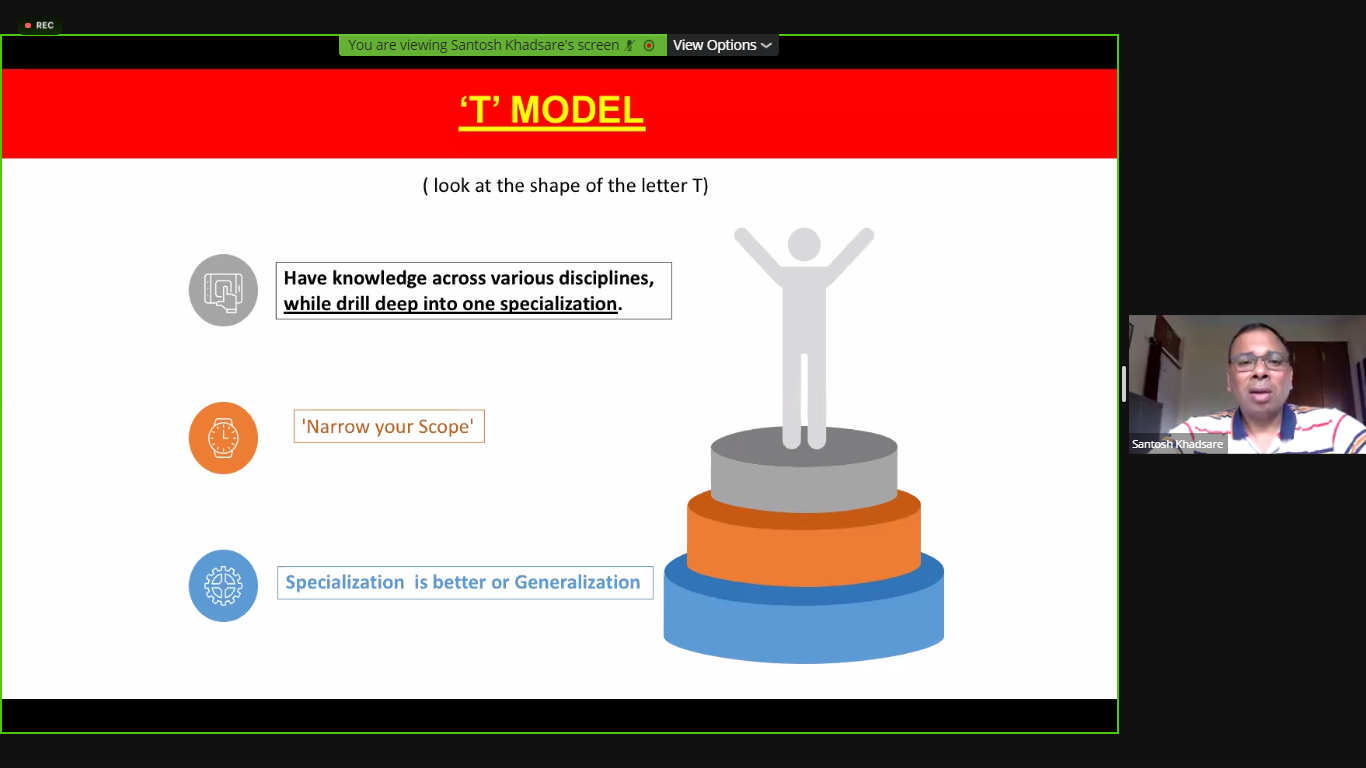 REC
You are viewing Santosh Khadsare's screen
View Options
‘T’ MODEL
( look at the shape of the letter T)
Have knowledge across various disciplines,
while drill deep into one specialization.
'Narrow your Scope'
Specialization  is better or Generalization
Santosh Khadsare